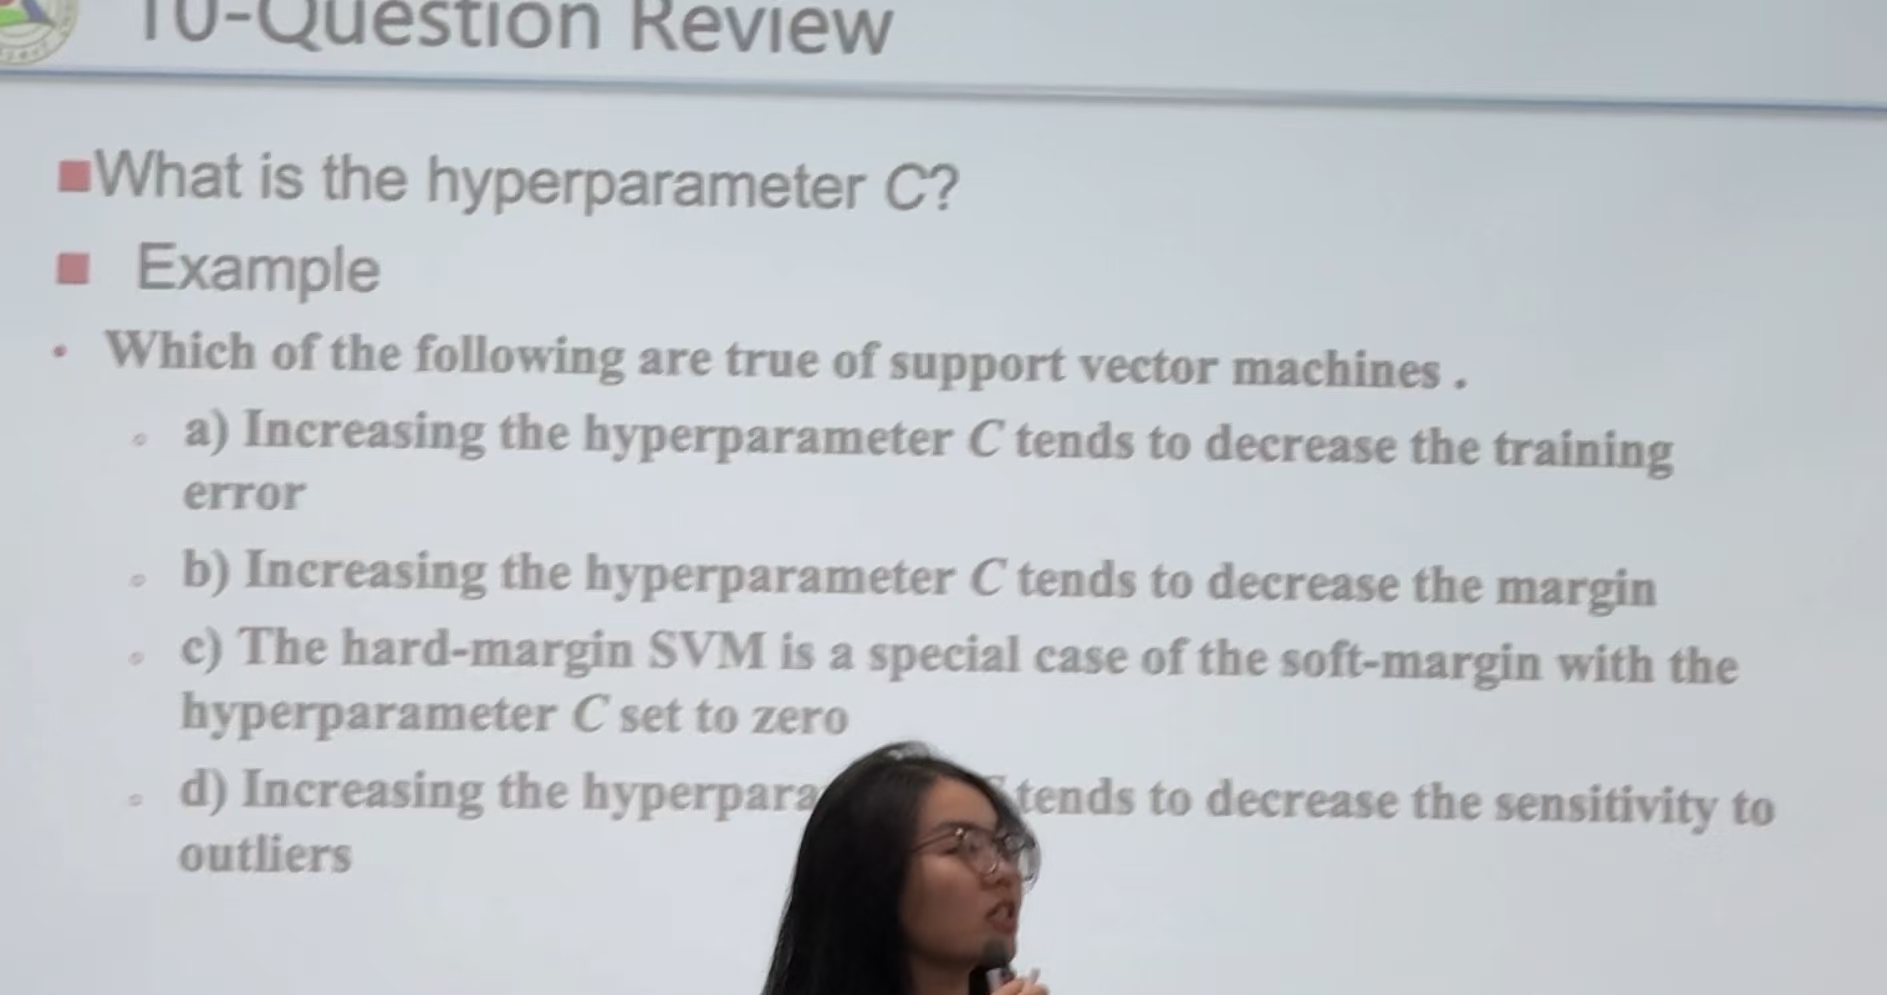 10-Question Review
What is the hyperparameter C?
Example
Which of the following are true of support vector machines .
a) Increasing the hyperparameter C tends to decrease the training
error
b) Increasing the hyperparameter C tends to decrease the margin
c) The hard-margin SVM is a special case of the soft-margin with the
hyperparameter C set to zero
d) Increasing the tends to decrease the sensitivity to
outliers